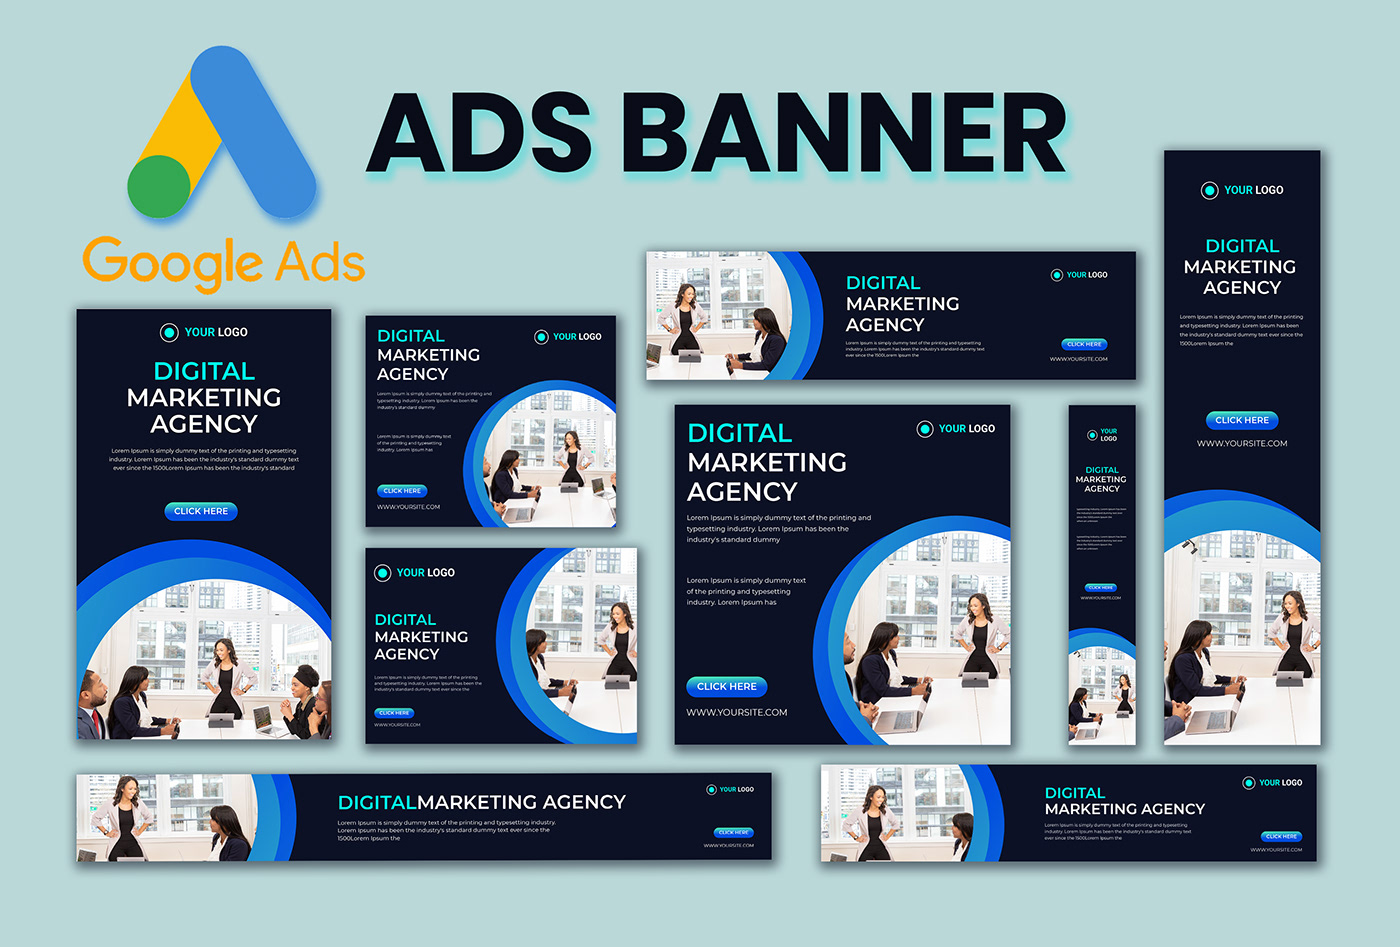 ADS BANNER
Google Ads
YOUR LOGO
DIGITAL
MARKETING
AGENCY
Lorem Ipsum is simply dummy text of the printing
and typesetting industry. Lorem Ipsum has been the
industry's standard dummy text ever since the
1500Lorem Ipsum the
CLICK HERE
WWW.YOURSITE.COM
DIGITAL
MARKETING
AGENCY
YOUR LOGO
Lorem Ipsum is simply dummy text of the printing and typesetting
industry. Lorem Ipsum has been the industry's standard dummy text
ever since the 1500Lorem Ipsum the
CLICK HERE
WWW.YOURSITE.COM
YOUR LOGO
DIGITAL
MARKETING
AGENCY
Lorem Ipsum is simply dummy text of the printing and typesetting
industry. Lorem Ipsum has been the industry's standard dummy text
ever since the 1500Lorem Ipsum has been the industry's standard
CLICK HERE
DIGITAL
MARKETING
AGENCY
YOUR LOGO
Lorem Ipsum is simply dummy text of the printing and
typesetting industry. Lorem Ipsum has been the
industry's standard dummy
Lorem Ipsum is simply dummy text
of the printing and typesetting
industry. Lorem Ipsum has
CLICK HERE
WWW.YOURSITE.COM
DIGITAL
MARKETING
AGENCY
YOUR LOGO
Lorem Ipsum is simply dummy text of the printing and
typesetting industry. Lorem Ipsum has been the
industry's standard dummy
Lorem Ipsum is simply dummy text
of the printing and typesetting
industry. Lorem Ipsum has
CLICK HERE
WWW.YOURSITE.COM
YOUR
LOGO
DIGITAL
MARKETING
AGENCY
CLICK HERE
WWW.YOURSITE.COM
YOUR LOGO
DIGITAL
MARKETING
AGENCY
Lorem Ipsum is simply dummy text of the printing
and typesetting industry. Lorem Ipsum has been the
industry's standard dummy text ever since the
CLICK HERE
WWW.YOURSITE.COM
DIGITALMARKETING AGENCY
Lorem Ipsum is simply dummy text of the printing and typesetting industry.
Lorem Ipsum has been the industry's standard dummy text ever since the
1500Lorem Ipsum the
YOUR LOGO
CLICK HERE
WWW.YOURSITE.COM
DIGITAL
MARKETING AGENCY
Lorem Ipsum is simply dummy text of the printing and typesetting
industry. Lorem Ipsum has been the industry's standard dummy text
ever since the 1500Lorem Ipsum the
YOUR LOGO
CLICK HERE
WWW.YOURSITE.COM